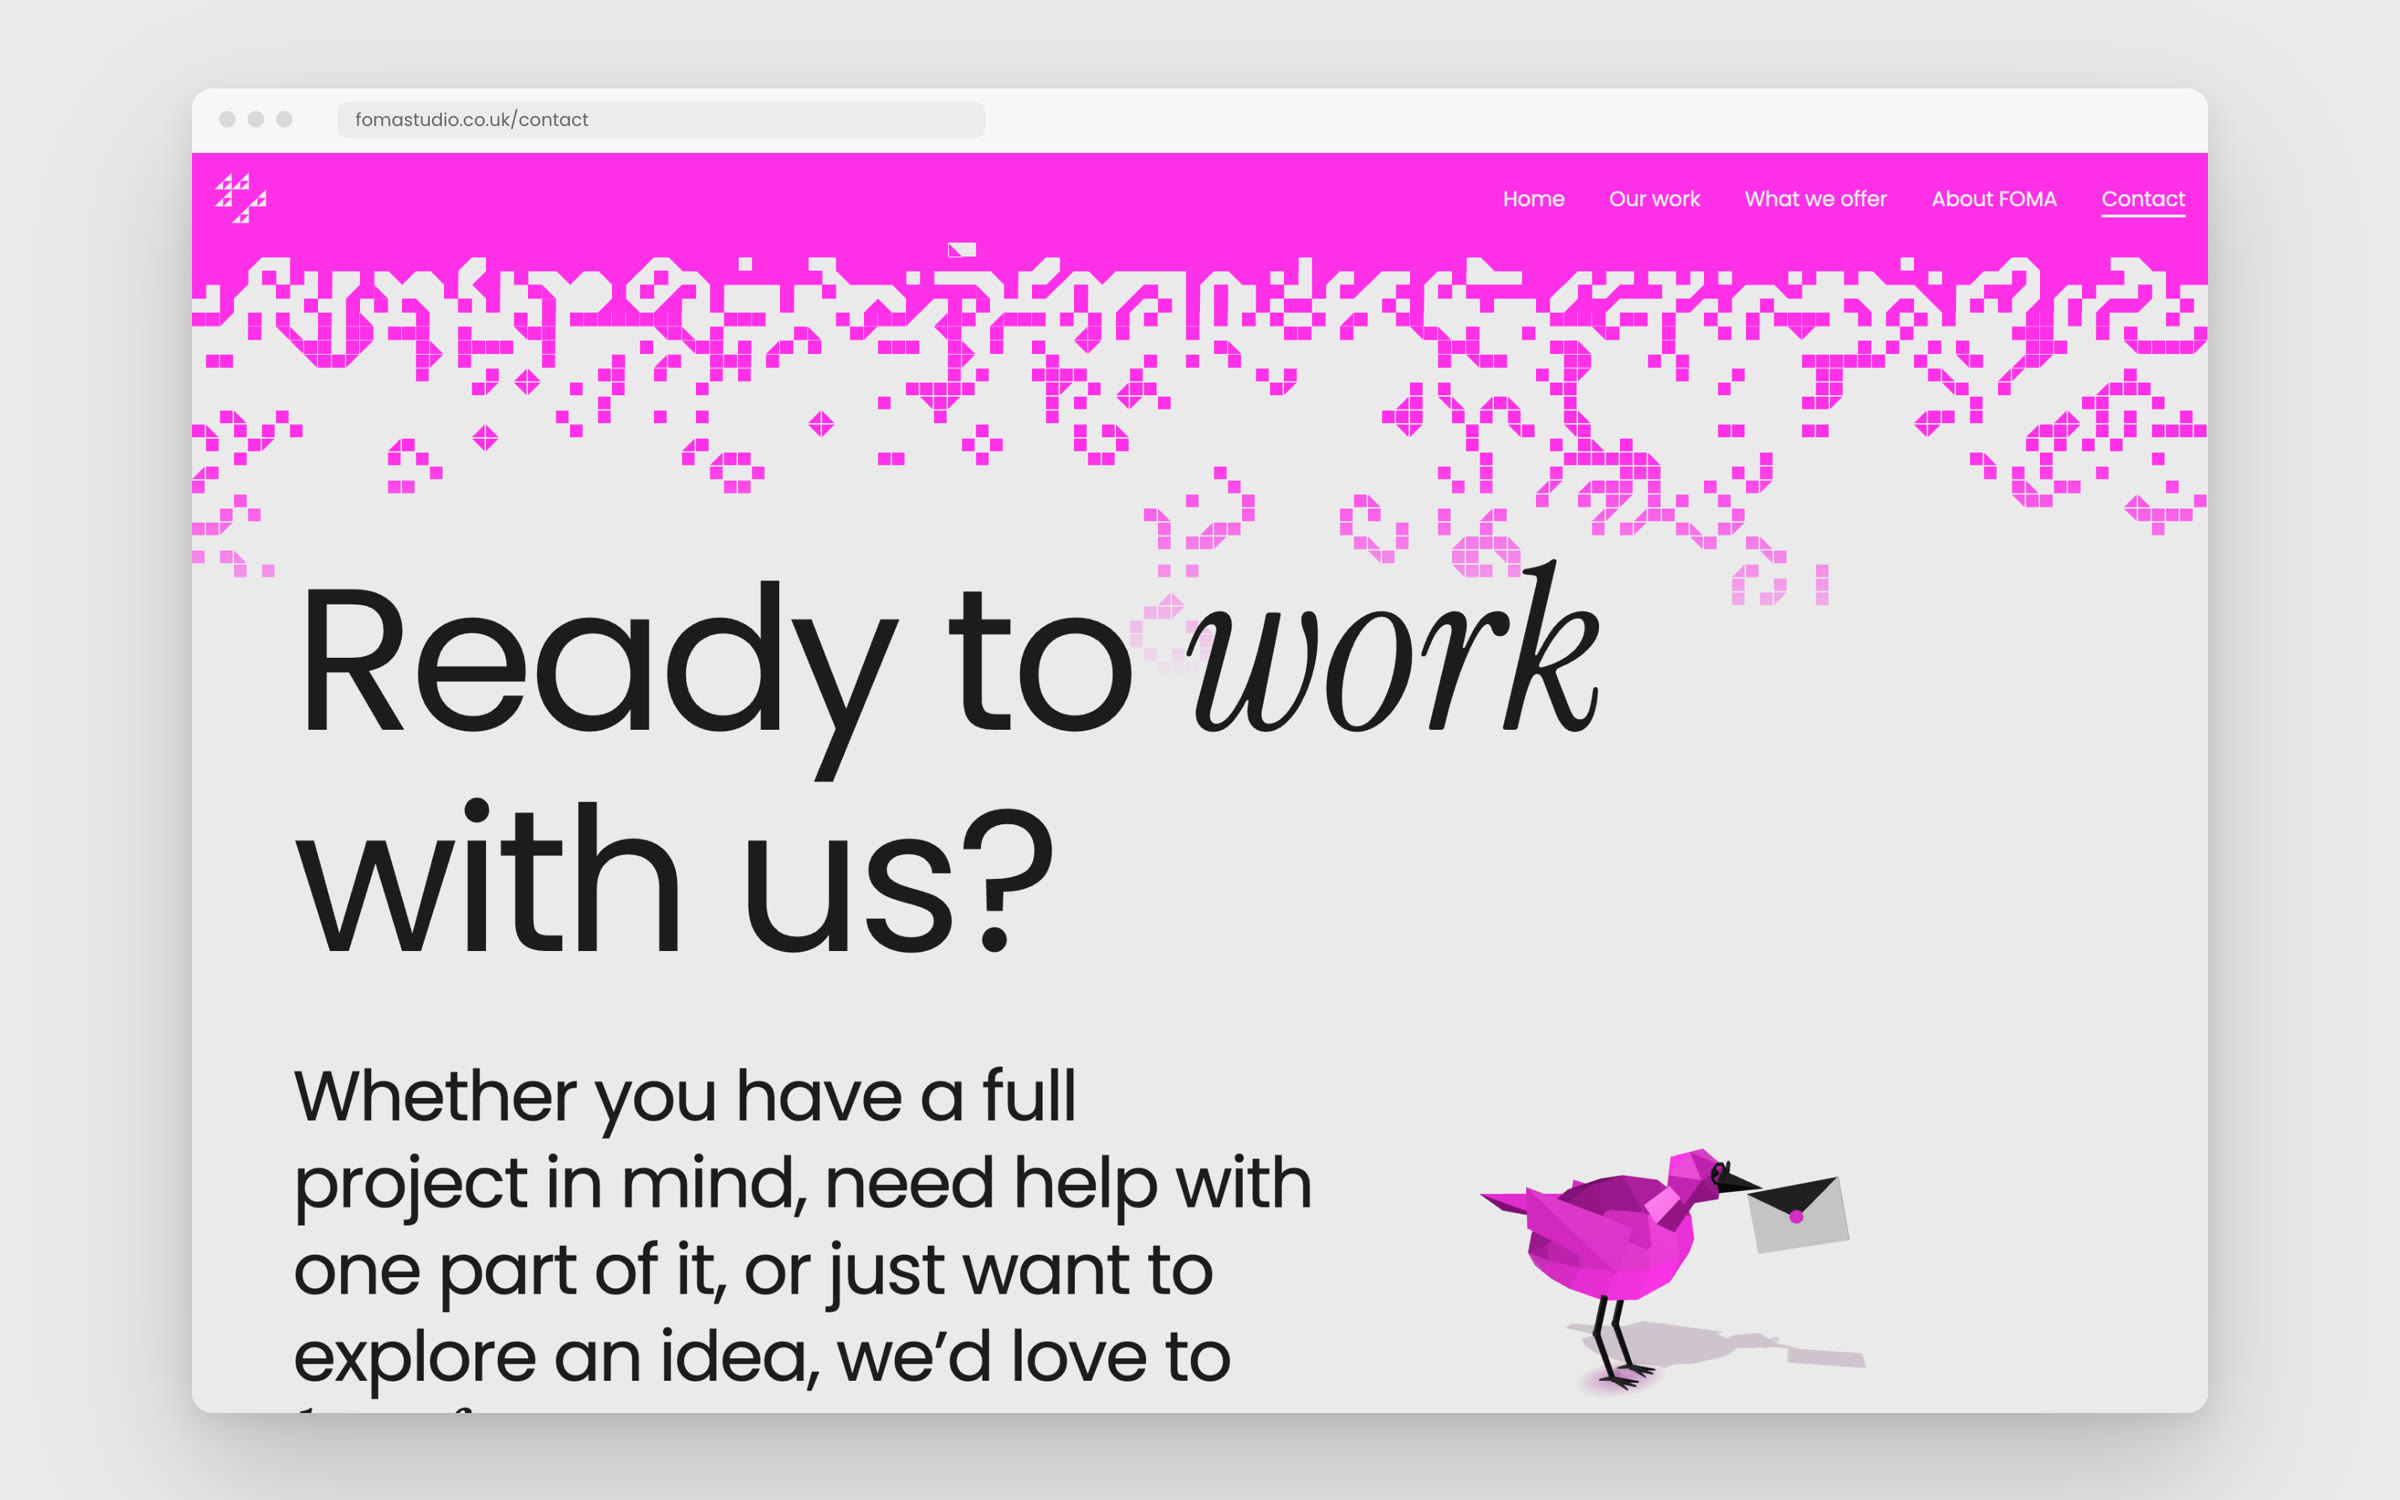 fomastudio.co.uk/contact
Home Our work What we offer About FOMA Contact
Ready to work
with us?
Whether you have a full
project in mind, need help with
one part of it, or just want to
explore an idea, we’d love to